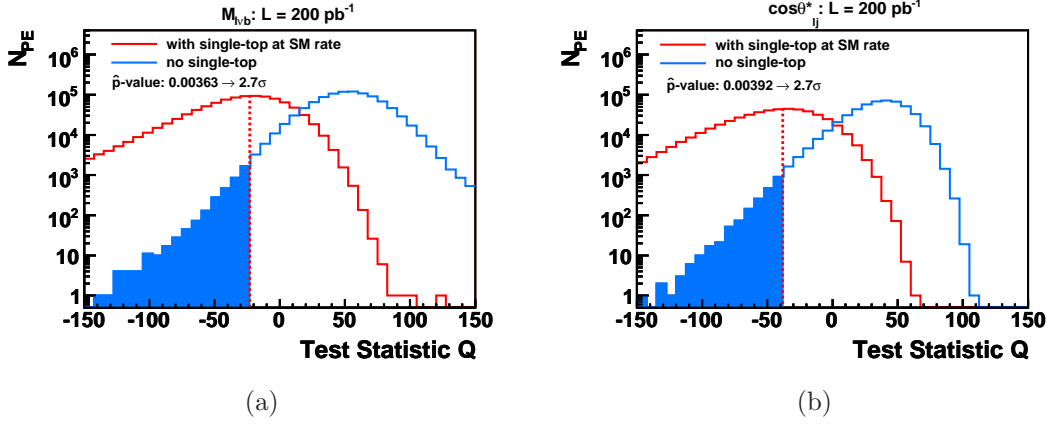 M_lνb : L = 200 pb⁻¹
N_PE
with single-top at SM rate
no single-top
p̂-value: 0.00363 → 2.7σ
10⁶
10⁵
10⁴
10³
10²
10
1
-150 -100 -50 0 50 100 150
Test Statistic Q
(a)
cosθ*_lj : L = 200 pb⁻¹
N_PE
with single-top at SM rate
no single-top
p̂-value: 0.00392 → 2.7σ
10⁶
10⁵
10⁴
10³
10²
10
1
-150 -100 -50 0 50 100 150
Test Statistic Q
(b)